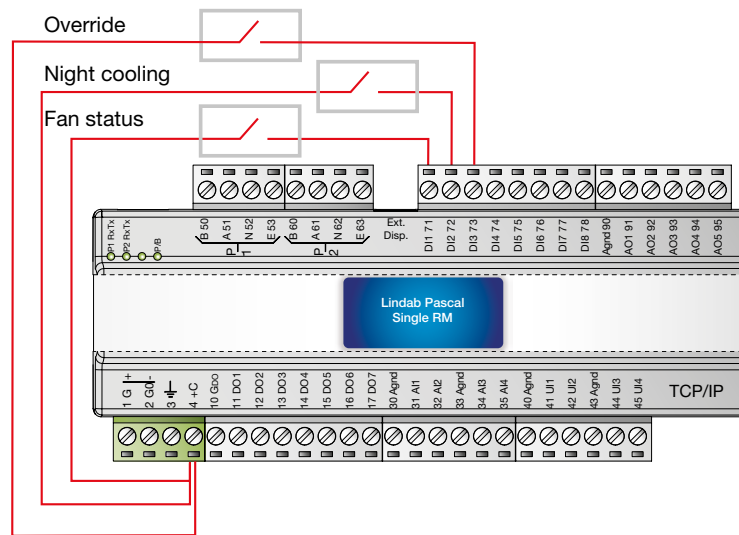 Override
Night cooling
Fan status
P1 RxTx
P2 RxTx
P/B
B 50
A 51
N 52
E 53
P 1
B 60
A 61
N 62
E 63
P 2
Ext.
Disp.
DI1 71
DI2 72
DI3 73
DI4 74
DI5 75
DI6 76
DI7 77
DI8 78
Agnd 90
AO1 91
AO2 92
AO3 93
AO4 94
AO5 95
Lindab Pascal
Single RM
1 G +
2 G0 -
3
4 +C
10 GDO
11 DO1
12 DO2
13 DO3
14 DO4
15 DO5
16 DO6
17 DO7
30 Agnd
31 AI1
32 AI2
33 Agnd
34 AI3
35 AI4
40 Agnd
41 UI1
42 UI2
43 Agnd
44 UI3
45 UI4
TCP/IP